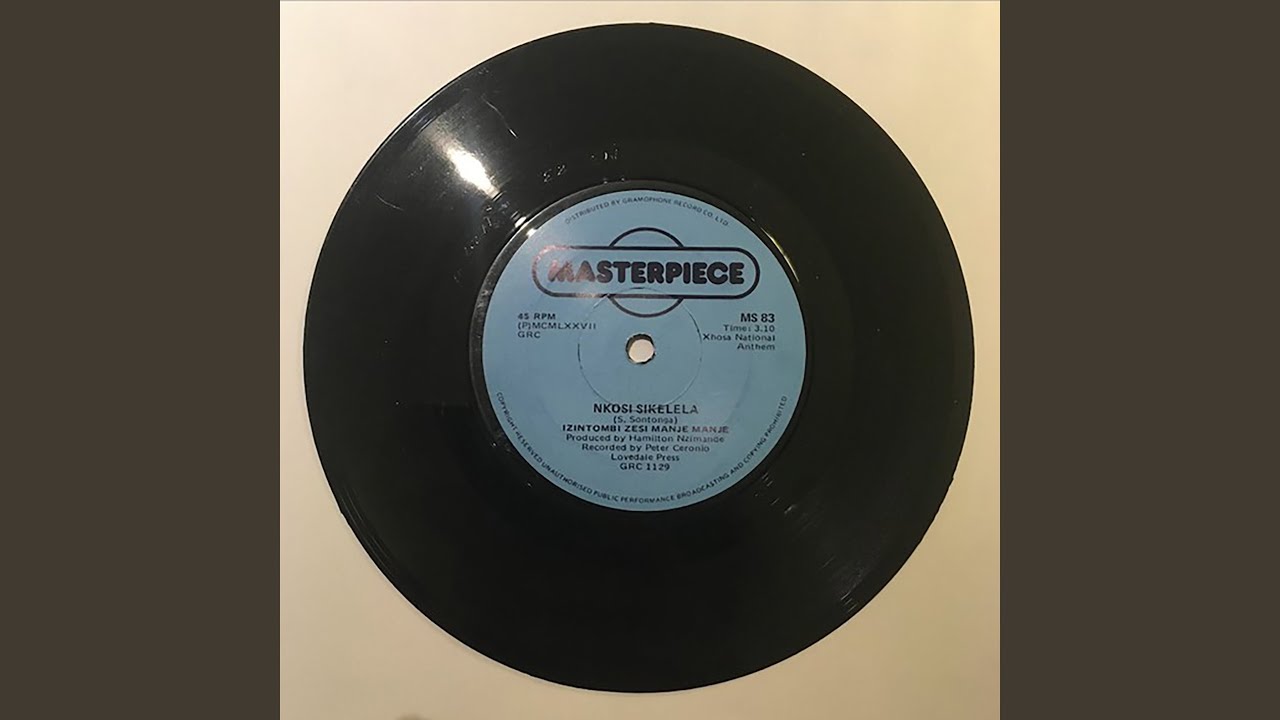 DISTRIBUTED BY GRAMOPHONE RECORD CO. LTD
MASTERPIECE
45 RPM
(P)MCMLXXVII
GRC
MS 83
Time: 3.10
Xhosa National
Anthem
NKOSI SIKELELA
(S. Sontonga)
IZINTOMBI ZESI MANJE MANJE
Produced by Hamilton Nzimande
Recorded by Peter Ceronio
Lovedale Press
GRC 1129
COPYRIGHT RESERVED UNAUTHORISED PUBLIC PERFORMANCE BROADCASTING AND COPYING PROHIBITED